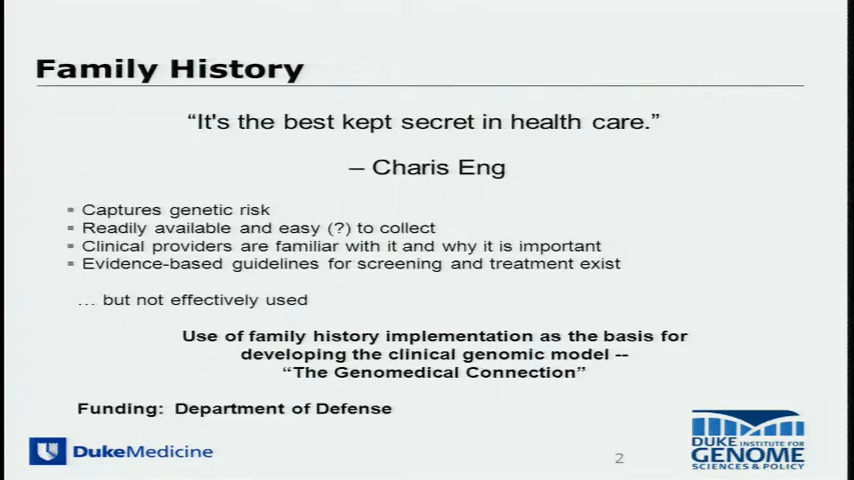 Family History
“It's the best kept secret in health care.”
– Charis Eng
▪ Captures genetic risk
▪ Readily available and easy (?) to collect
▪ Clinical providers are familiar with it and why it is important
▪ Evidence-based guidelines for screening and treatment exist
… but not effectively used
Use of family history implementation as the basis for
developing the clinical genomic model --
“The Genomedical Connection”
Funding: Department of Defense
DukeMedicine
2
DUKE INSTITUTE FOR
GENOME
SCIENCES & POLICY